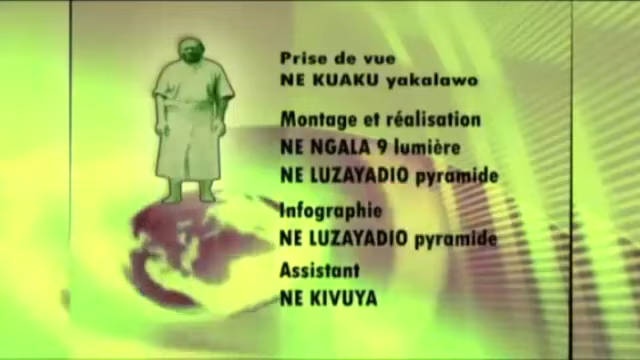 Prise de vue
NE KUAKU yakalawo
Montage et réalisation
NE NGALA 9 lumière
NE LUZAYADIO pyramide
Infographie
NE LUZAYADIO pyramide
Assistant
NE KIVUYA